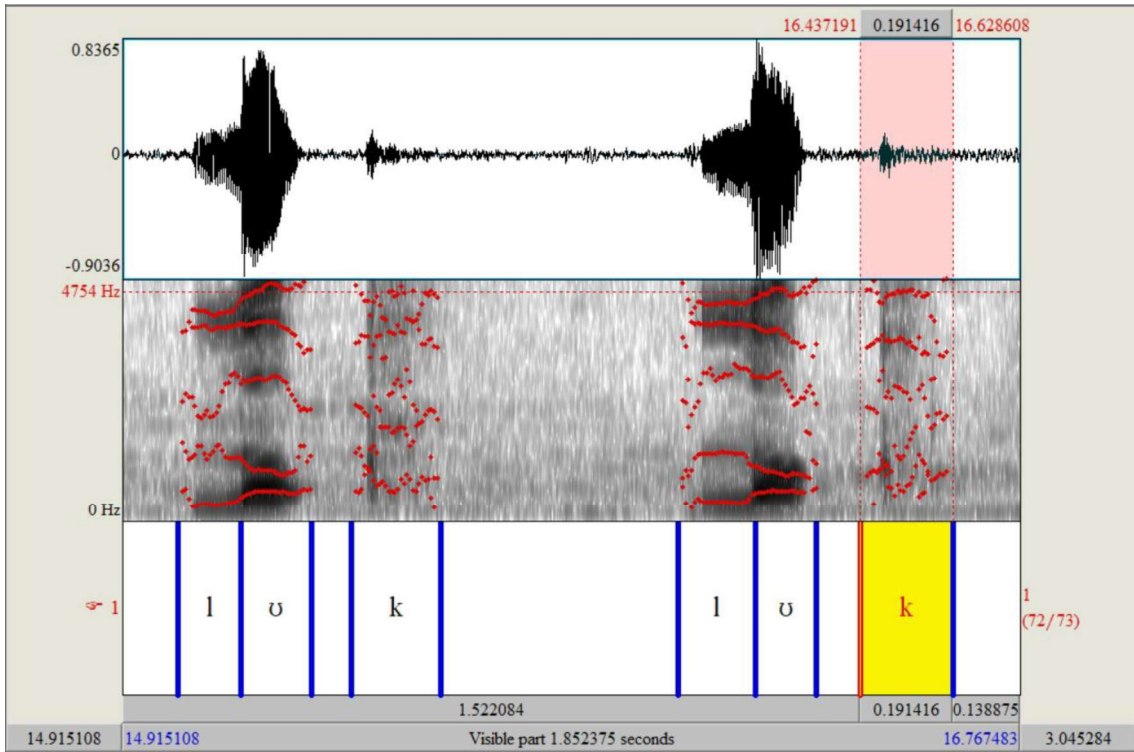 16.437191 0.191416 16.628608
0.8365
0
-0.9036
4754 Hz
0 Hz
☞ 1 l ʊ k l ʊ k 1
(72/73)
1.522084 0.191416 0.138875
14.915108 14.915108 Visible part 1.852375 seconds 16.767483 3.045284